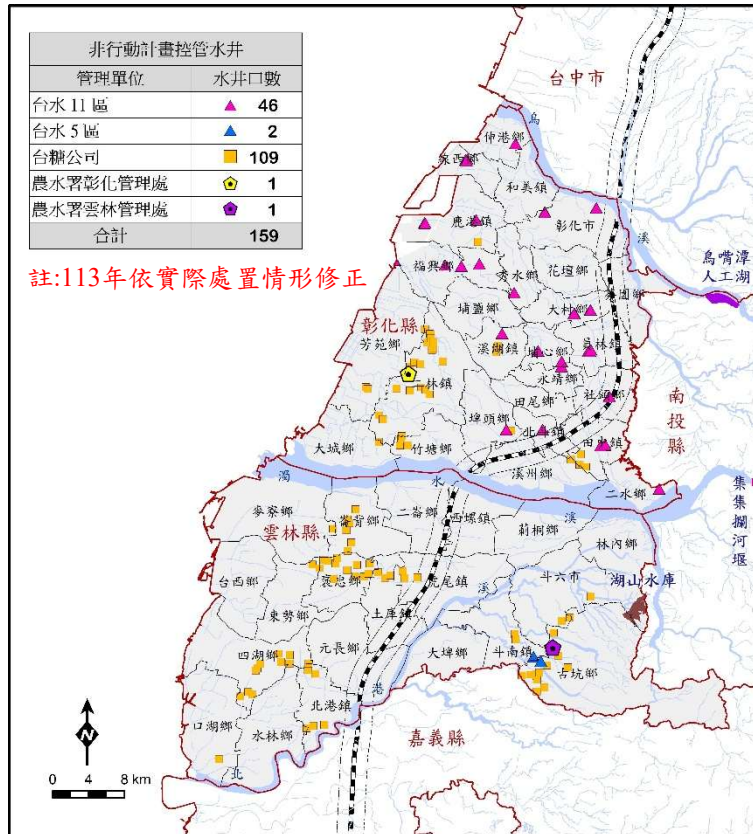 非行動計畫控管水井
管理單位 水井口數
台水 11 區 46
台水 5 區 2
台糖公司 109
農水署彰化管理處 1
農水署雲林管理處 1
合計 159
註:113年依實際處置情形修正
台中市
烏
伸港鄉
線西鄉
和美鎮
鹿港鎮
彰化市
溪
烏嘴潭
人工湖
福興鄉
秀水鄉
花壇鄉
芬園鄉
埔鹽鄉
大村鄉
彰化縣
芳苑鄉
溪湖鎮
埔心鄉
員林鎮
二林鎮
永靖鄉
社頭鄉
南投縣
田尾鄉
埤頭鄉
北斗鎮
田中鎮
大城鄉
竹塘鄉
溪州鄉
濁
水
溪
二水鄉
集集攔河堰
麥寮鄉
崙背鄉
二崙鄉
西螺鎮
莿桐鄉
雲林縣
林內鄉
台西鄉
褒忠鄉
虎尾鎮
斗六市
湖山水庫
東勢鄉
土庫鎮
溪
四湖鄉
元長鄉
大埤鄉
斗南鎮
古坑鄉
北港鎮
港
口湖鄉
水林鄉
嘉義縣
北
N
0 4 8 km